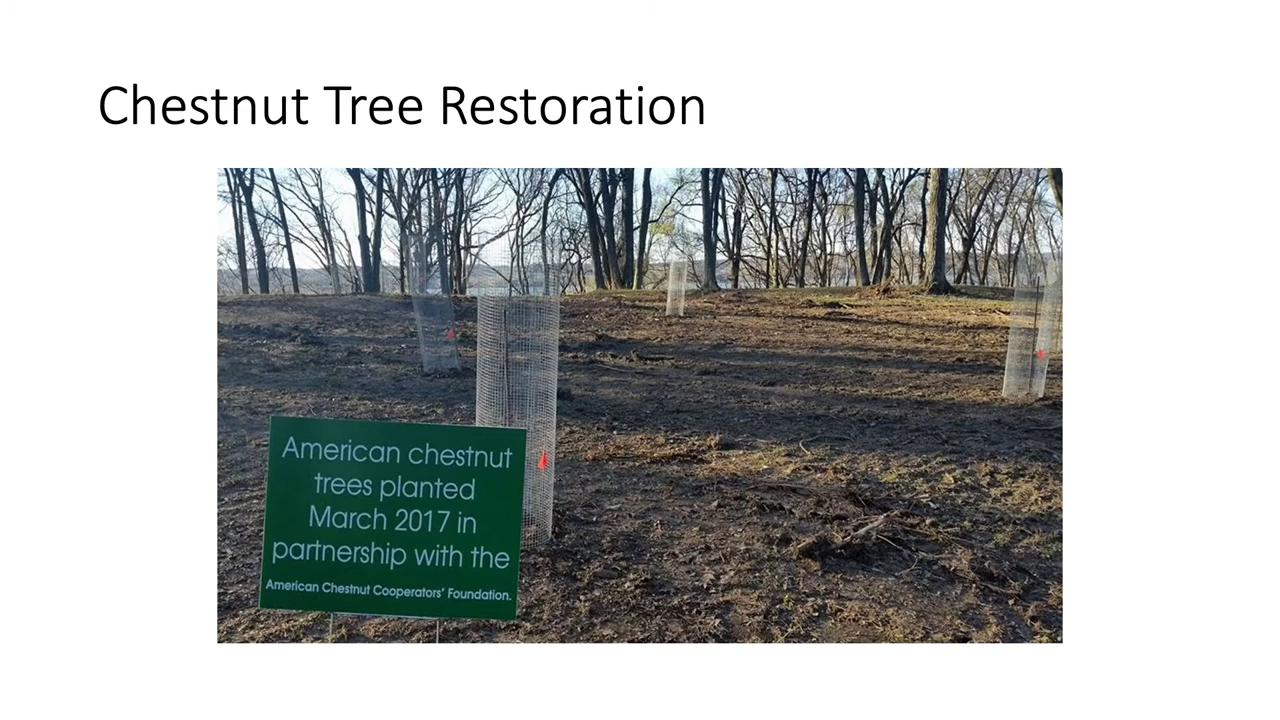 Chestnut Tree Restoration
American chestnut
trees planted
March 2017 in
partnership with the
American Chestnut Cooperators' Foundation.